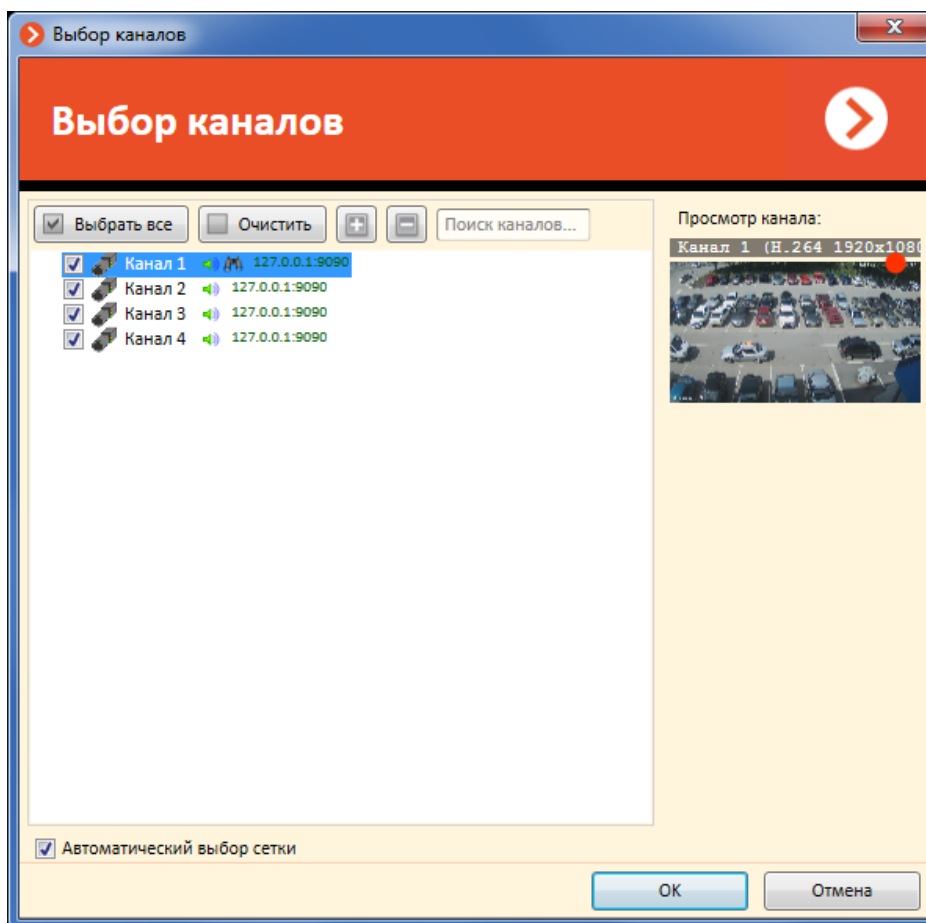 Выбор каналов
Выбор каналов
Выбрать все Очистить Поиск каналов...
Канал 1 127.0.0.1:9090
Канал 2 127.0.0.1:9090
Канал 3 127.0.0.1:9090
Канал 4 127.0.0.1:9090
Просмотр канала:
Канал 1 (H.264 1920x1080
Автоматический выбор сетки
OK Отмена